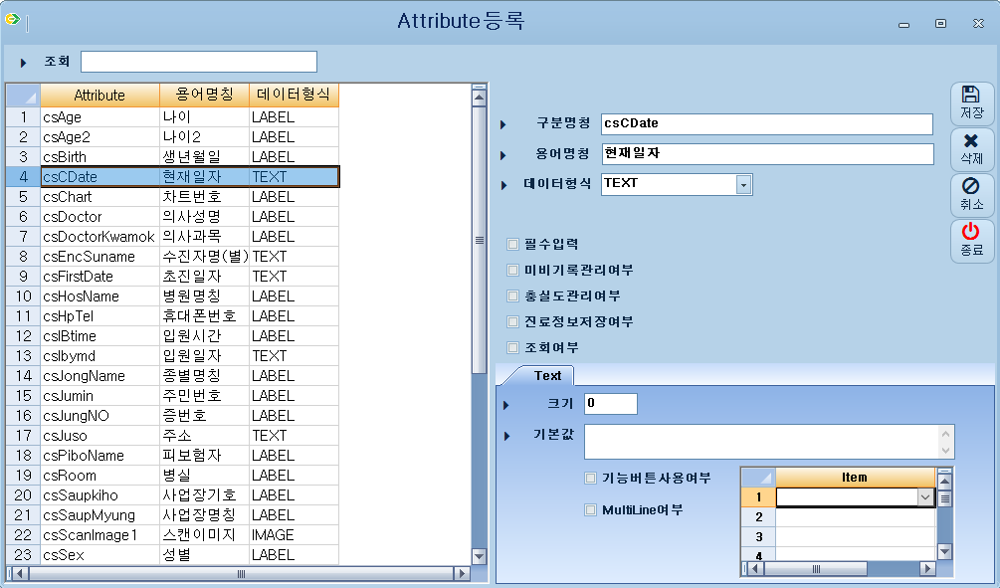 Attribute등록
조회
Attribute 용어명칭 데이터형식
1 csAge 나이 LABEL
2 csAge2 나이2 LABEL
3 csBirth 생년월일 LABEL
4 csCDate 현재일자 TEXT
5 csChart 차트번호 LABEL
6 csDoctor 의사성명 LABEL
7 csDoctorKwamok 의사과목 LABEL
8 csEncSuname 수진자명(별) TEXT
9 csFirstDate 초진일자 TEXT
10 csHosName 병원명칭 LABEL
11 csHpTel 휴대폰번호 LABEL
12 csIBtime 입원시간 LABEL
13 csIbymd 입원일자 TEXT
14 csJongName 종별명칭 LABEL
15 csJumin 주민번호 LABEL
16 csJungNO 증번호 LABEL
17 csJuso 주소 TEXT
18 csPiboName 피보험자 LABEL
19 csRoom 병실 LABEL
20 csSaupkiho 사업장기호 LABEL
21 csSaupMyung 사업장명칭 LABEL
22 csScanImage1 스캔이미지 IMAGE
23 csSex 성별 LABEL
구분명칭 csCDate
용어명칭 현재일자
데이터형식 TEXT
필수입력
미비기록관리여부
충실도관리여부
진료정보저장여부
조회여부
저장
삭제
취소
종료
Text
크기 0
기본값
기능버튼사용여부
MultiLine여부
Item
1
2
3
4